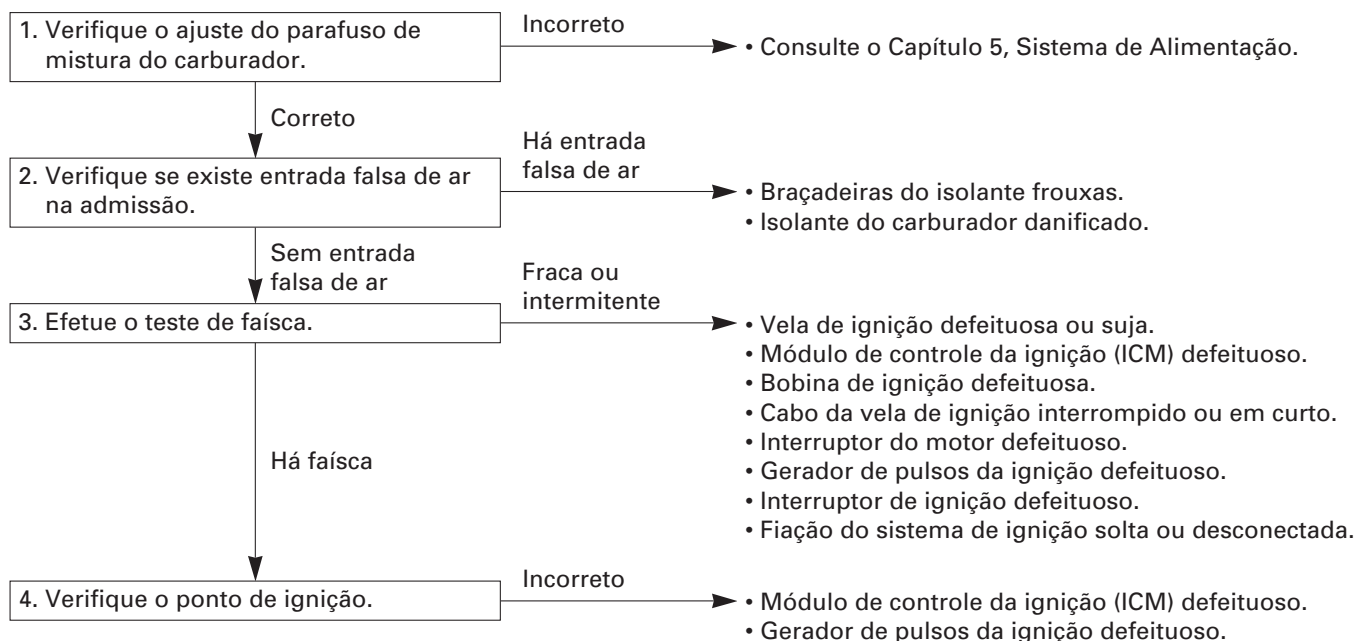 1. Verifique o ajuste do parafuso de
mistura do carburador.
Incorreto
• Consulte o Capítulo 5, Sistema de Alimentação.
Correto
2. Verifique se existe entrada falsa de ar
na admissão.
Há entrada
falsa de ar
• Braçadeiras do isolante frouxas.
• Isolante do carburador danificado.
Sem entrada
falsa de ar
3. Efetue o teste de faísca.
Fraca ou
intermitente
• Vela de ignição defeituosa ou suja.
• Módulo de controle da ignição (ICM) defeituoso.
• Bobina de ignição defeituosa.
• Cabo da vela de ignição interrompido ou em curto.
• Interruptor do motor defeituoso.
• Gerador de pulsos da ignição defeituoso.
• Interruptor de ignição defeituoso.
• Fiação do sistema de ignição solta ou desconectada.
Há faísca
4. Verifique o ponto de ignição.
Incorreto
• Módulo de controle da ignição (ICM) defeituoso.
• Gerador de pulsos da ignição defeituoso.